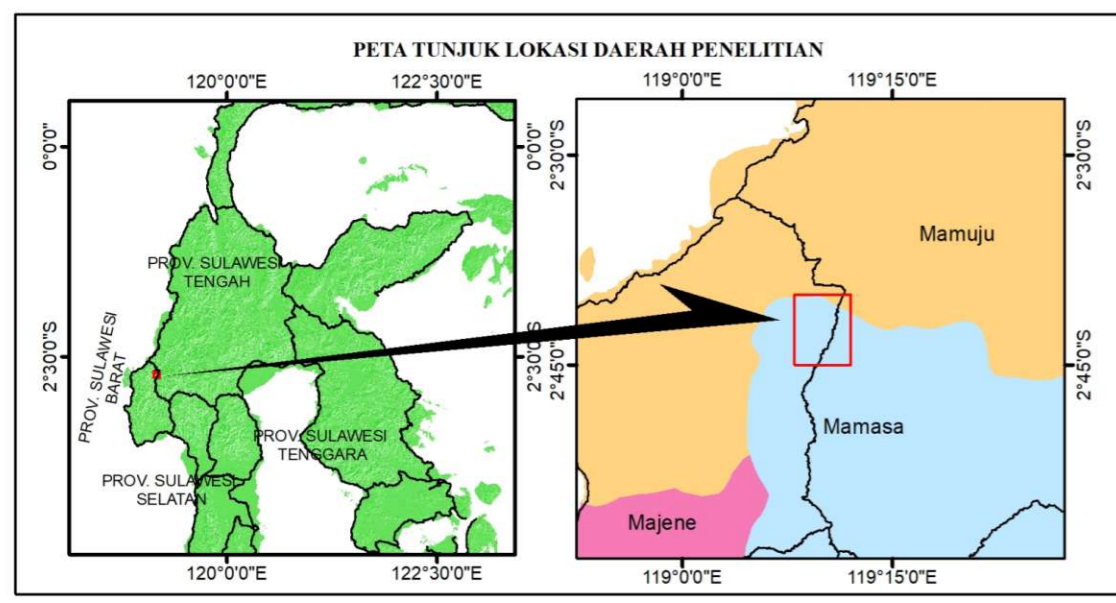 PETA TUNJUK LOKASI DAERAH PENELITIAN
120°0'0"E
122°30'0"E
0°0'0"
0°0'0"
2°30'0"S
2°30'0"S
PROV. SULAWESI
TENGAH
PROV. SULAWESI
BARAT
PROV. SULAWESI
TENGGARA
PROV. SULAWESI
SELATAN
120°0'0"E
122°30'0"E
119°0'0"E
119°15'0"E
2°30'0"S
2°30'0"S
Mamuju
2°45'0"S
2°45'0"S
Mamasa
Majene
119°0'0"E
119°15'0"E